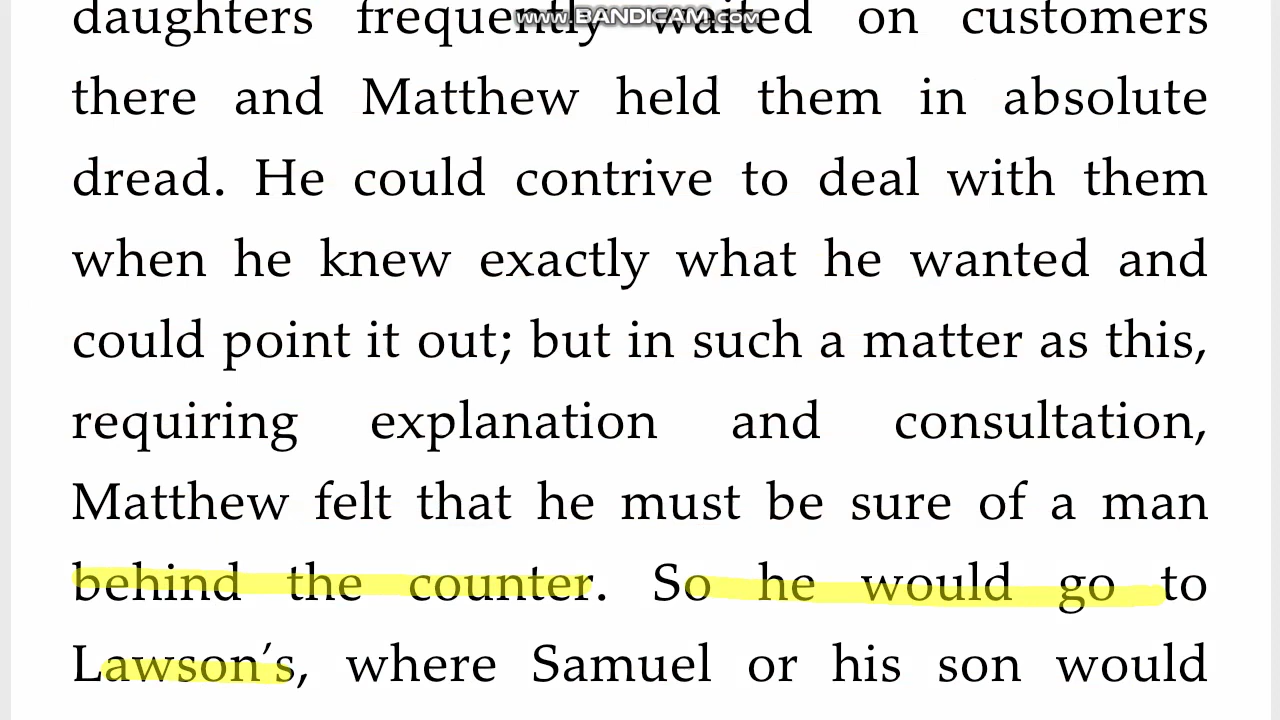 www.BANDICAM.com
daughters frequently waited on customers
there and Matthew held them in absolute
dread. He could contrive to deal with them
when he knew exactly what he wanted and
could point it out; but in such a matter as this,
requiring explanation and consultation,
Matthew felt that he must be sure of a man
behind the counter. So he would go to
Lawson’s, where Samuel or his son would